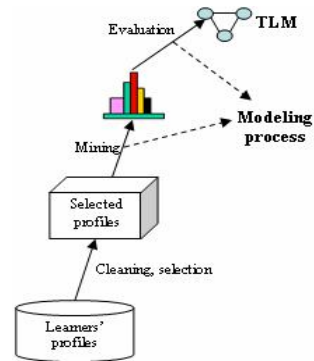 Evaluation
TLM
Modeling
process
Mining
Selected
profiles
Cleaning, selection
Learners'
profiles